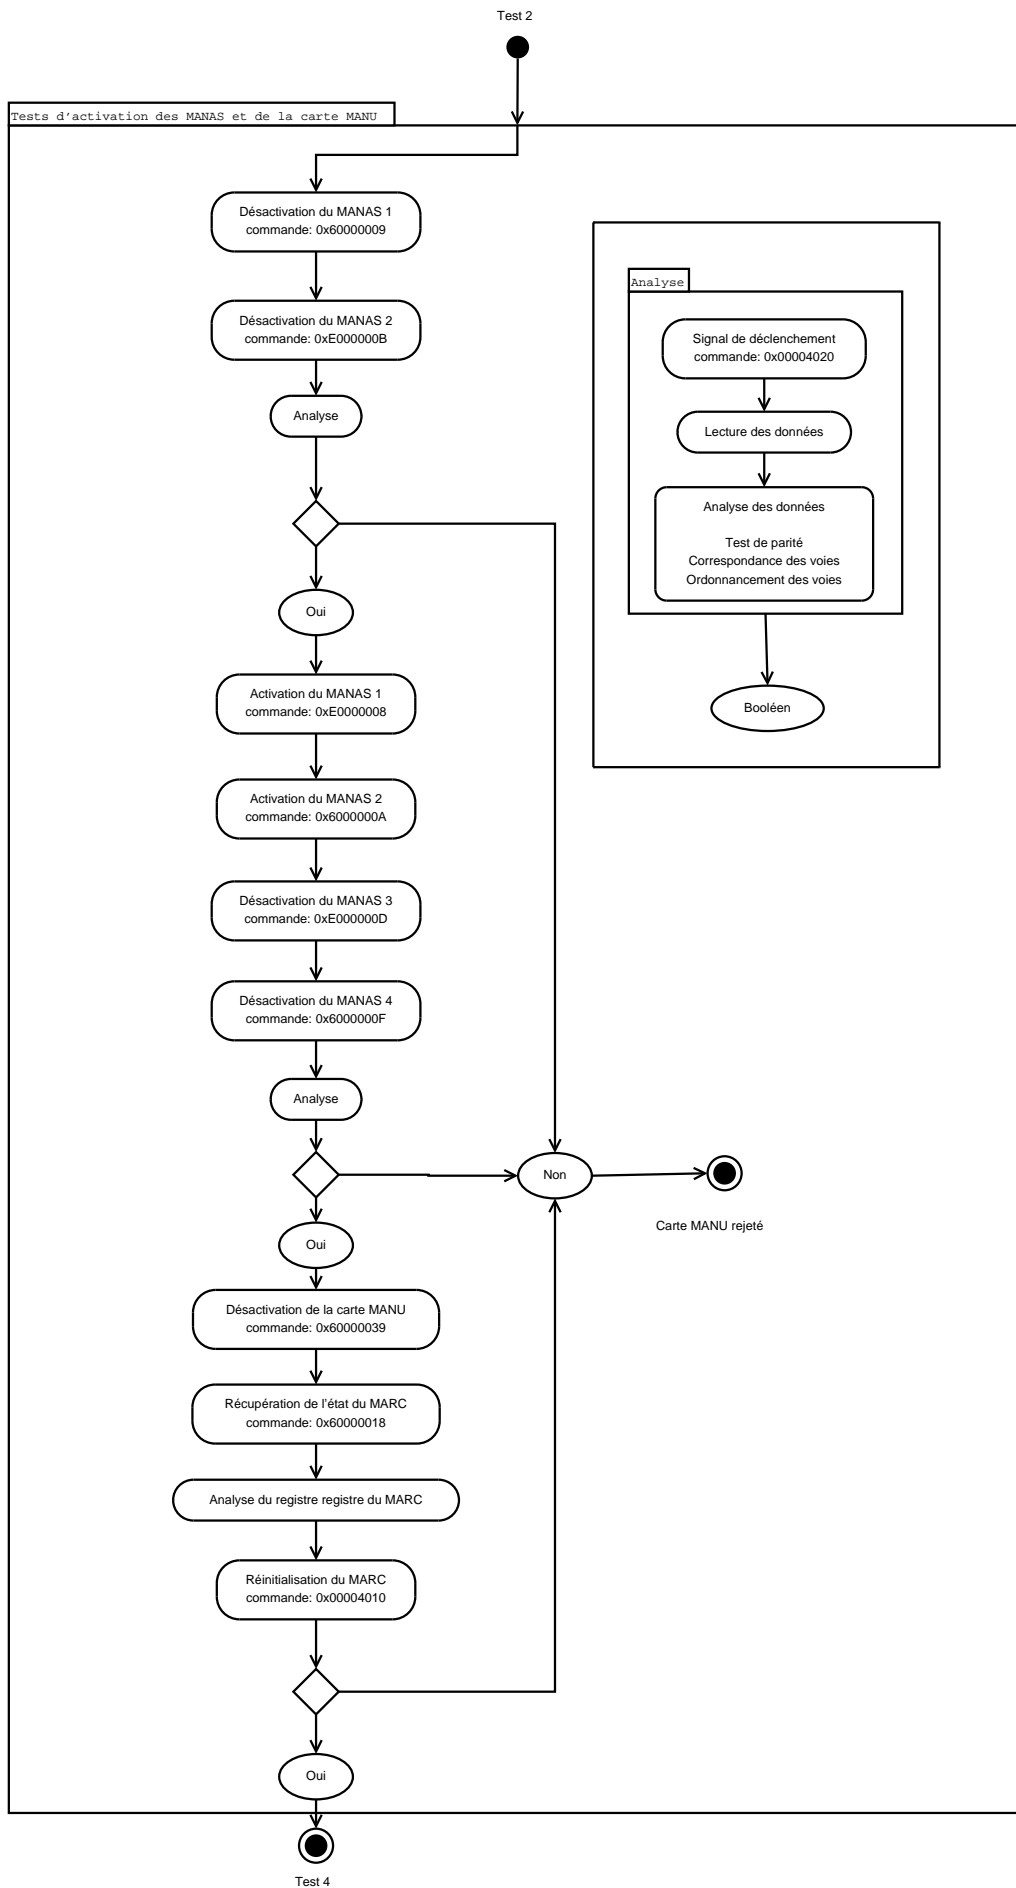 Test 2
Tests d'activation des MANAS et de la carte MANU
Désactivation du MANAS 1
commande: 0x60000009
Désactivation du MANAS 2
commande: 0xE000000B
Analyse
Oui
Activation du MANAS 1
commande: 0xE0000008
Activation du MANAS 2
commande: 0x6000000A
Désactivation du MANAS 3
commande: 0xE000000D
Désactivation du MANAS 4
commande: 0x6000000F
Analyse
Non
Carte MANU rejeté
Oui
Désactivation de la carte MANU
commande: 0x60000039
Récupération de l'état du MARC
commande: 0x60000018
Analyse du registre registre du MARC
Réinitialisation du MARC
commande: 0x00004010
Oui
Test 4
Analyse
Signal de déclenchement
commande: 0x00004020
Lecture des données
Analyse des données
Test de parité
Correspondance des voies
Ordonnancement des voies
Booléen